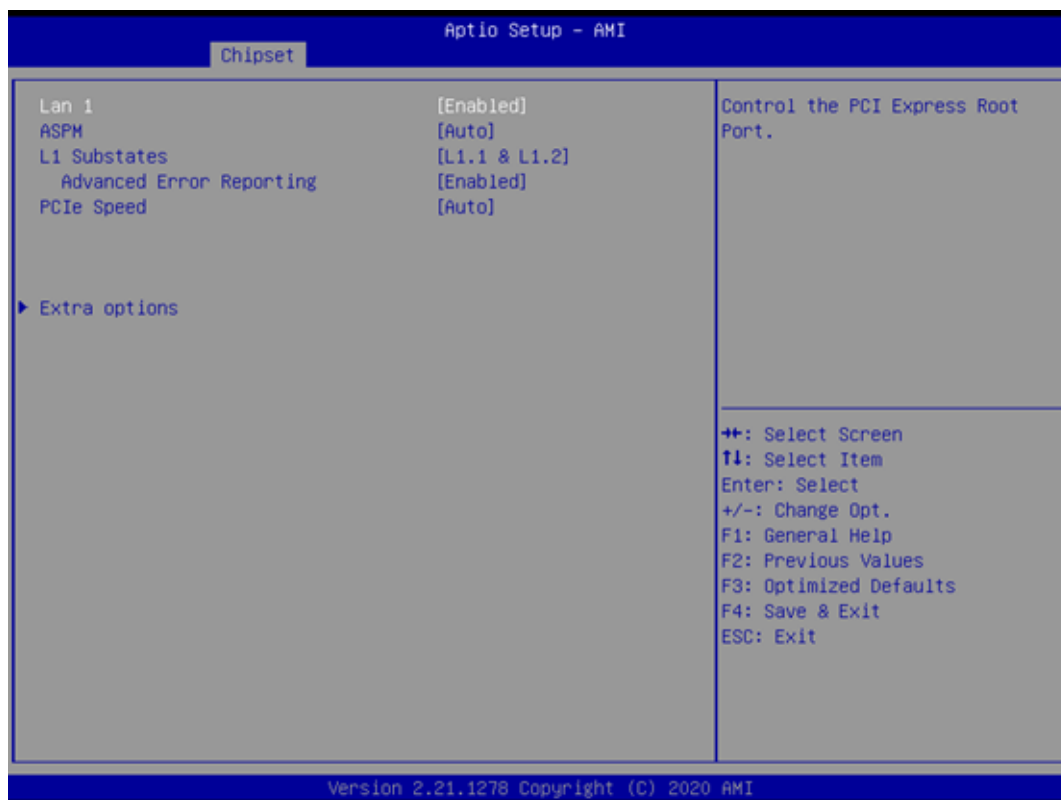 Aptio Setup - AMI
Chipset
Lan 1 [Enabled]
ASPM [Auto]
L1 Substates [L1.1 & L1.2]
Advanced Error Reporting [Enabled]
PCIe Speed [Auto]
Extra options
Control the PCI Express Root
Port.
→←: Select Screen
↑↓: Select Item
Enter: Select
+/-: Change Opt.
F1: General Help
F2: Previous Values
F3: Optimized Defaults
F4: Save & Exit
ESC: Exit
Version 2.21.1278 Copyright (C) 2020 AMI